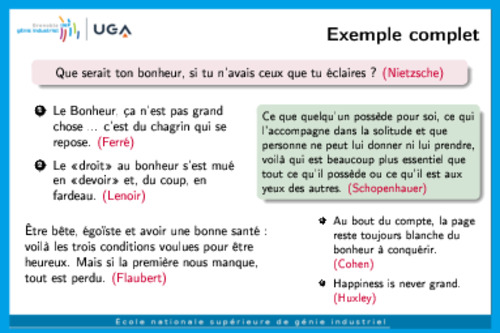 Grenoble
génie industriel
UGA
Exemple complet
Que serait ton bonheur, si tu n'avais ceux que tu éclaires ? (Nietzsche)
1 Le Bonheur, ça n'est pas grand
chose ... c'est du chagrin qui se
repose. (Ferré)
2 Le «droit» au bonheur s'est mué
en «devoir» et, du coup, en
fardeau. (Lenoir)
Être bête, égoïste et avoir une bonne santé :
voilà les trois conditions voulues pour être
heureux. Mais si la première nous manque,
tout est perdu. (Flaubert)
Ce que quelqu'un possède pour soi, ce qui
l'accompagne dans la solitude et que
personne ne peut lui donner ni lui prendre,
voilà qui est beaucoup plus essentiel que
tout ce qu'il possède ou ce qu'il est aux
yeux des autres. (Schopenhauer)
Au bout du compte, la page
reste toujours blanche du
bonheur à conquérir.
(Cohen)
Happiness is never grand.
(Huxley)
École nationale supérieure de génie industriel